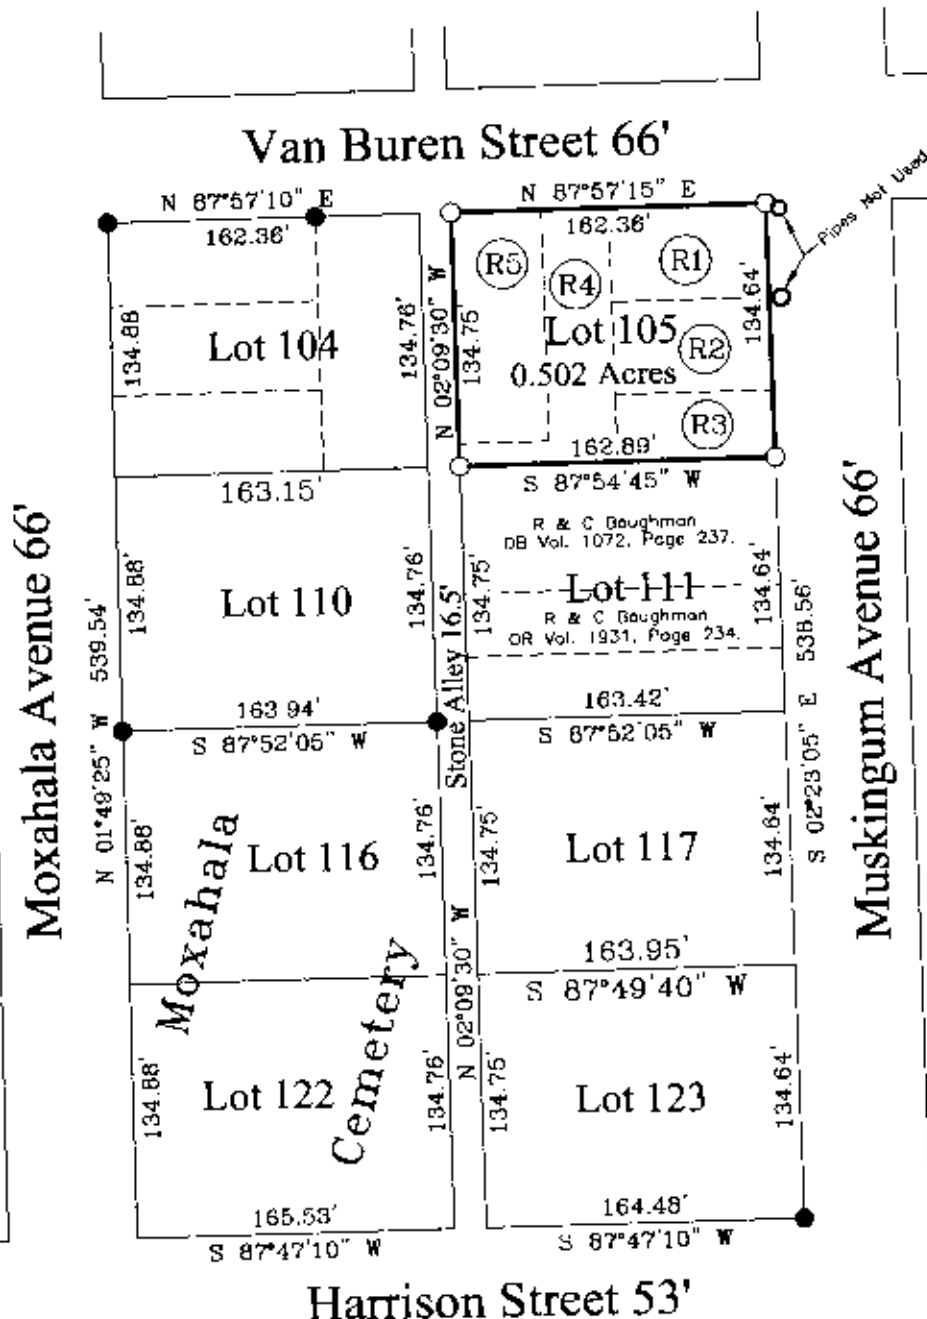 Van Buren Street 66'
N 87°57'10" E
162.36'
N 87°57'15" E
162.36'
Pipes Not Used
R5
R4
R1
R2
R3
Lot 104
134.88'
134.76'
N 02°09'30" W
134.75'
Lot 105
0.502 Acres
134.64'
162.89'
S 87°54'45" W
163.15'
R & C Baughman
DB Vol. 1072, Page 237.
Lot 110
134.88'
134.76'
134.75'
Lot 111
134.64'
R & C Baughman
OR Vol. 1931, Page 234.
Moxahala Avenue 66'
N 01°49'25" W 539.54'
Stone Alley 16.5'
S 02°23'05" E 538.56'
Muskingum Avenue 66'
163.94'
S 87°52'05" W
163.42'
S 87°52'05" W
Lot 116
134.88'
134.76'
134.75'
Lot 117
134.64'
Moxahala
Cemetery
N 02°09'30" W
163.95'
S 87°49'40" W
Lot 122
134.88'
134.76'
134.75'
Lot 123
134.64'
165.53'
S 87°47'10" W
164.48'
S 87°47'10" W
Harrison Street 53'